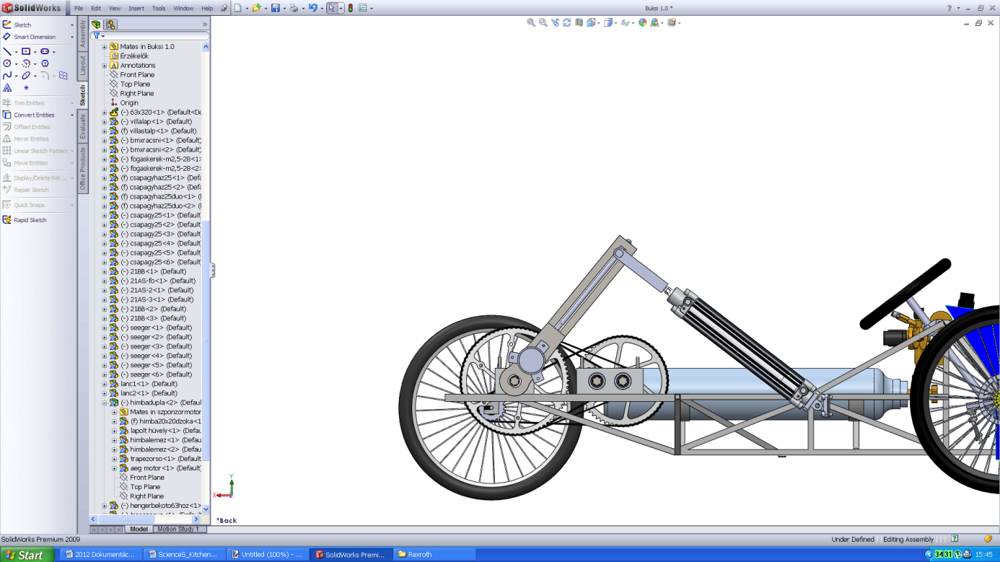 SolidWorks File Edit View Insert Tools Window Help Buksi 1.0 *
Sketch
Smart Dimension
Trim Entities
Convert Entities
Offset Entities
Mirror Entities
Linear Sketch Pattern
Move Entities
Display/Delete Rel...
Repair Sketch
Quick Snaps
Rapid Sketch
Assembly
Layout
Sketch
Evaluate
Office Products
Mates in Buksi 1.0
Érzékelők
Annotations
Front Plane
Top Plane
Right Plane
Origin
(-) 63x320<1> (Default<De
(-) villalap<1> (Default)
(f) villastalp<1> (Default)
(-) bmxracsni<1> (Default)
(-) bmxracsni<2> (Default)
(-) fogaskerek-m2,5-28<1>
(-) fogaskerek-m2,5-28<2>
(f) csapagyhaz25<1> (Defa
(f) csapagyhaz25<2> (Defa
(f) csapagyhaz25duo<1> (
(f) csapagyhaz25duo<2> (
(-) csapagy25<1> (Default)
(-) csapagy25<2> (Default)
(-) csapagy25<3> (Default)
(-) csapagy25<4> (Default)
(-) csapagy25<5> (Default)
(-) csapagy25<6> (Default)
(-) 21BB<1> (Default)
(-) 21AS-fo<1> (Default)
(-) 21AS-2<1> (Default)
(-) 21AS-3<1> (Default)
(-) 21BB<2> (Default)
(-) 21BB<3> (Default)
(-) seeger<1> (Default)
(-) seeger<2> (Default)
(-) seeger<3> (Default)
(-) seeger<4> (Default)
(-) seeger<5> (Default)
(-) seeger<6> (Default)
lanc1<1> (Default)
lanc2<1> (Default)
(-) himbadupla<2> (Defaul
Mates in szponzormotor
(f) himba20x20dzoka<1
lapolt hüvely<1> (Defau
himbalemez<1> (Defaul
himbalemez<2> (Defaul
trapezorso<1> (Default
aeg motor<1> (Default)
Front Plane
Top Plane
Right Plane
(-) hengerbekoto63hoz<1>
Y
X
*Back
Model Motion Study 1
SolidWorks Premium 2009 Under Defined Editing Assembly
Start 2012 Dokumentác... ScienceS_Kitchen... Untitled (100%) - ... SolidWorks Premi... Rexroth 34 31 15:45